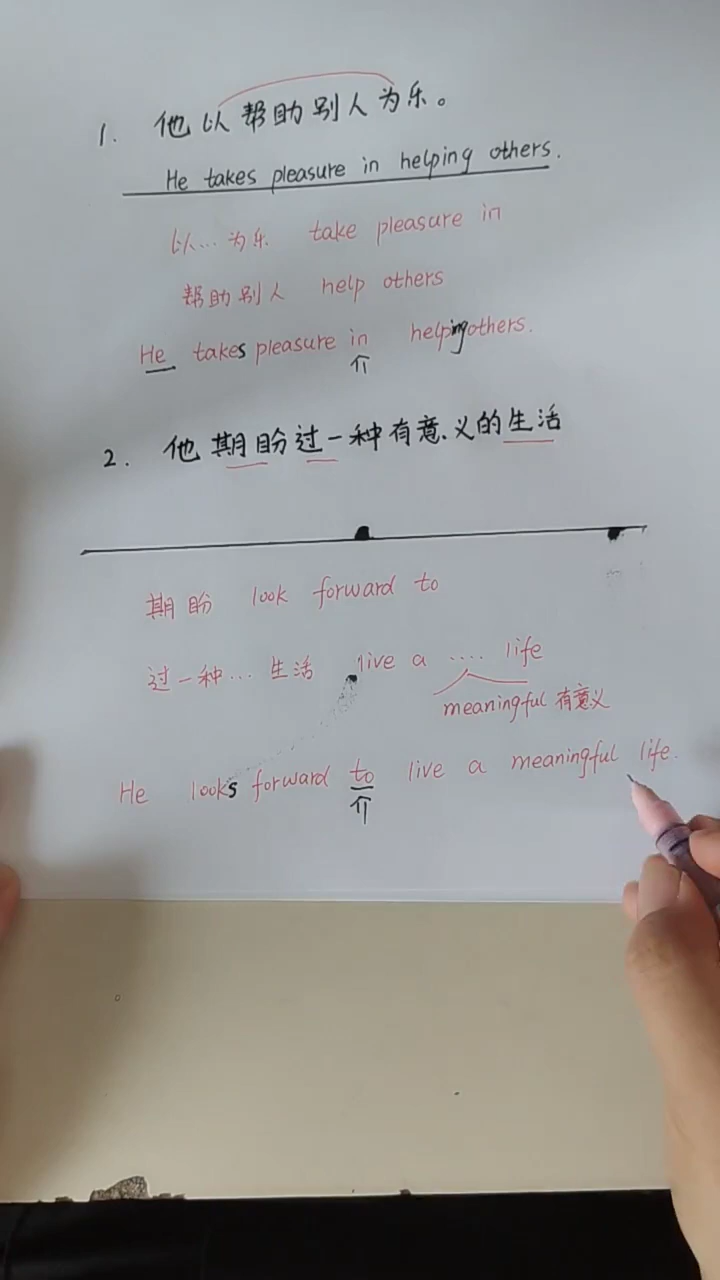 1. 他以帮助别人为乐。
He takes pleasure in helping others.
以...为乐 take pleasure in
帮助别人 help others
He takes pleasure in helping others.
介
2. 他期盼过一种有意义的生活
期盼 look forward to
过一种...生活 live a .... life
meaningful 有意义
He looks forward to live a meaningful life.
介